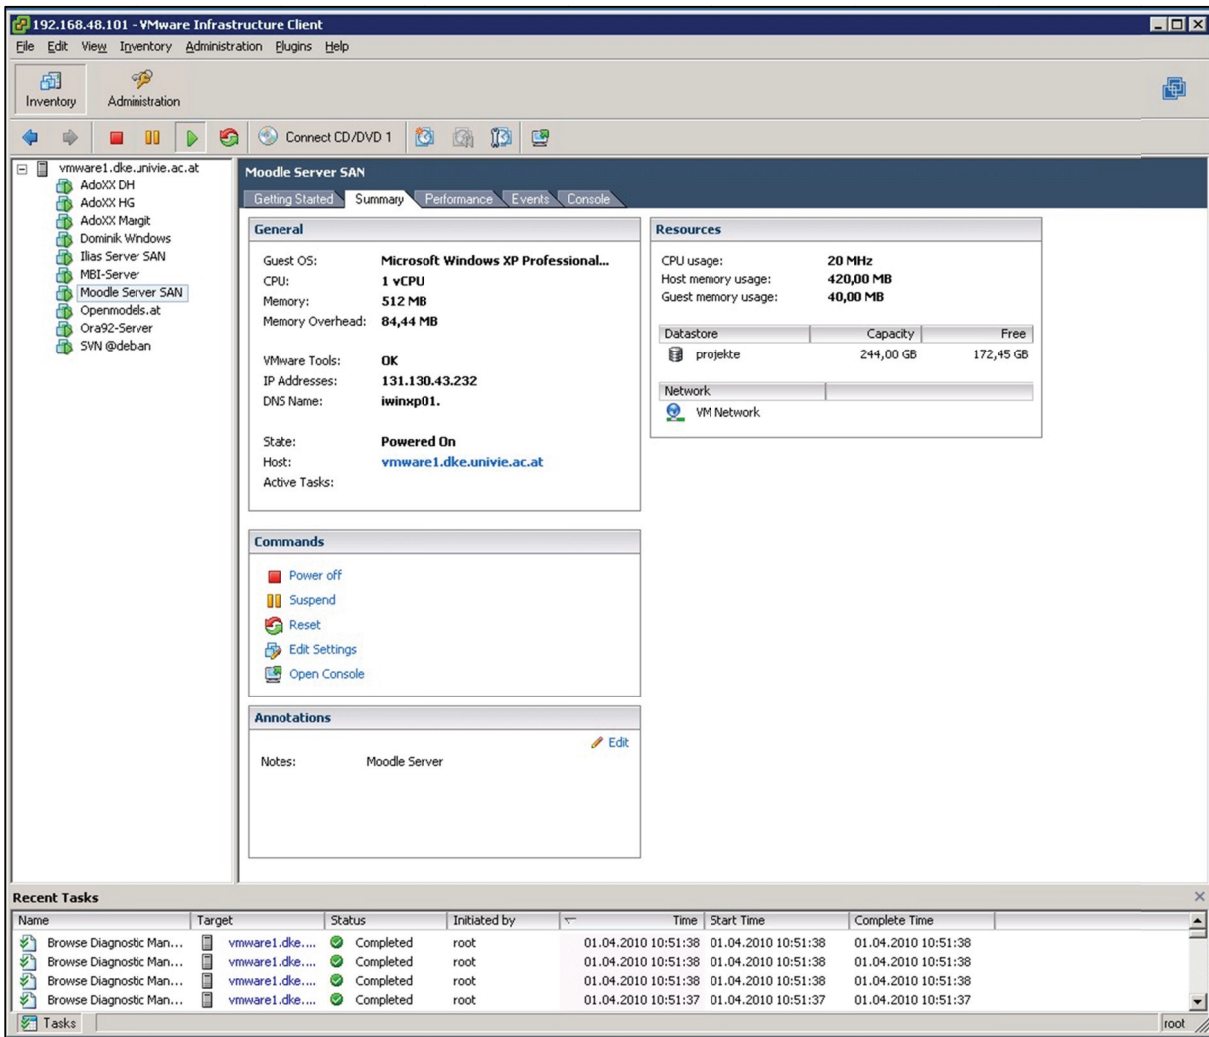 192.168.48.101 - VMware Infrastructure Client
File Edit View Inventory Administration Plugins Help
Inventory Administration
Connect CD/DVD 1
vmware1.dke.univie.ac.at
AdoXX DH
AdoXX HG
AdoXX Margit
Dominik Windows
Ilias Server SAN
MBI-Server
Moodle Server SAN
Openmodels.at
Ora92-Server
SVN @deban
Moodle Server SAN
Getting Started Summary Performance Events Console
General
Guest OS: Microsoft Windows XP Professional...
CPU: 1 vCPU
Memory: 512 MB
Memory Overhead: 84,44 MB
VMware Tools: OK
IP Addresses: 131.130.43.232
DNS Name: iwinxp01.
State: Powered On
Host: vmware1.dke.univie.ac.at
Active Tasks:
Resources
CPU usage: 20 MHz
Host memory usage: 420,00 MB
Guest memory usage: 40,00 MB
Datastore Capacity Free
projekte 244,00 GB 172,45 GB
Network
VM Network
Commands
Power off
Suspend
Reset
Edit Settings
Open Console
Annotations
Edit
Notes: Moodle Server
Recent Tasks
Name Target Status Initiated by Time Start Time Complete Time
Browse Diagnostic Man... vmware1.dke.... Completed root 01.04.2010 10:51:38 01.04.2010 10:51:38 01.04.2010 10:51:38
Browse Diagnostic Man... vmware1.dke.... Completed root 01.04.2010 10:51:38 01.04.2010 10:51:38 01.04.2010 10:51:38
Browse Diagnostic Man... vmware1.dke.... Completed root 01.04.2010 10:51:38 01.04.2010 10:51:38 01.04.2010 10:51:38
Browse Diagnostic Man... vmware1.dke.... Completed root 01.04.2010 10:51:37 01.04.2010 10:51:37 01.04.2010 10:51:37
Tasks root